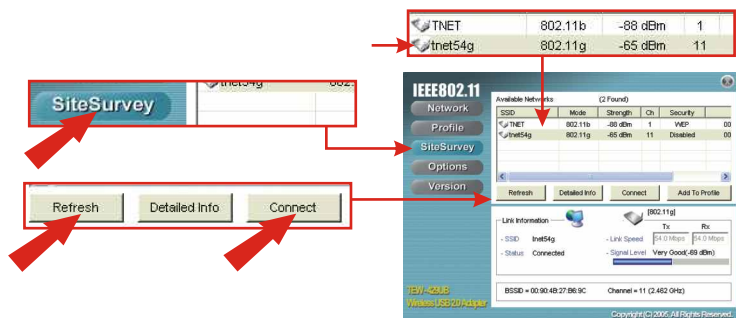 TNET 802.11b -88 dBm 1
tnet54g 802.11g -65 dBm 11
tnet54g 802.
SiteSurvey
Refresh Detailed Info Connect
IEEE802.11
Network
Profile
SiteSurvey
Options
Version
TEW-429UB
Wireless USB 2.0 Adapter
Available Networks (2 Found)
SSID Mode Strength Ch Security
TNET 802.11b -88 dBm 1 WEP 00
tnet54g 802.11g -65 dBm 11 Disabled 00
Refresh Detailed Info Connect Add To Profile
Link Information [802.11g]
Tx Rx
- SSID tnet54g - Link Speed 54.0 Mbps 54.0 Mbps
- Status Connected - Signal Level Very Good(-69 dBm)
BSSID = 00:90:4B:27:B6:9C Channel = 11 (2.462 GHz)
Copyright (C) 2005, All Rights Reserved.